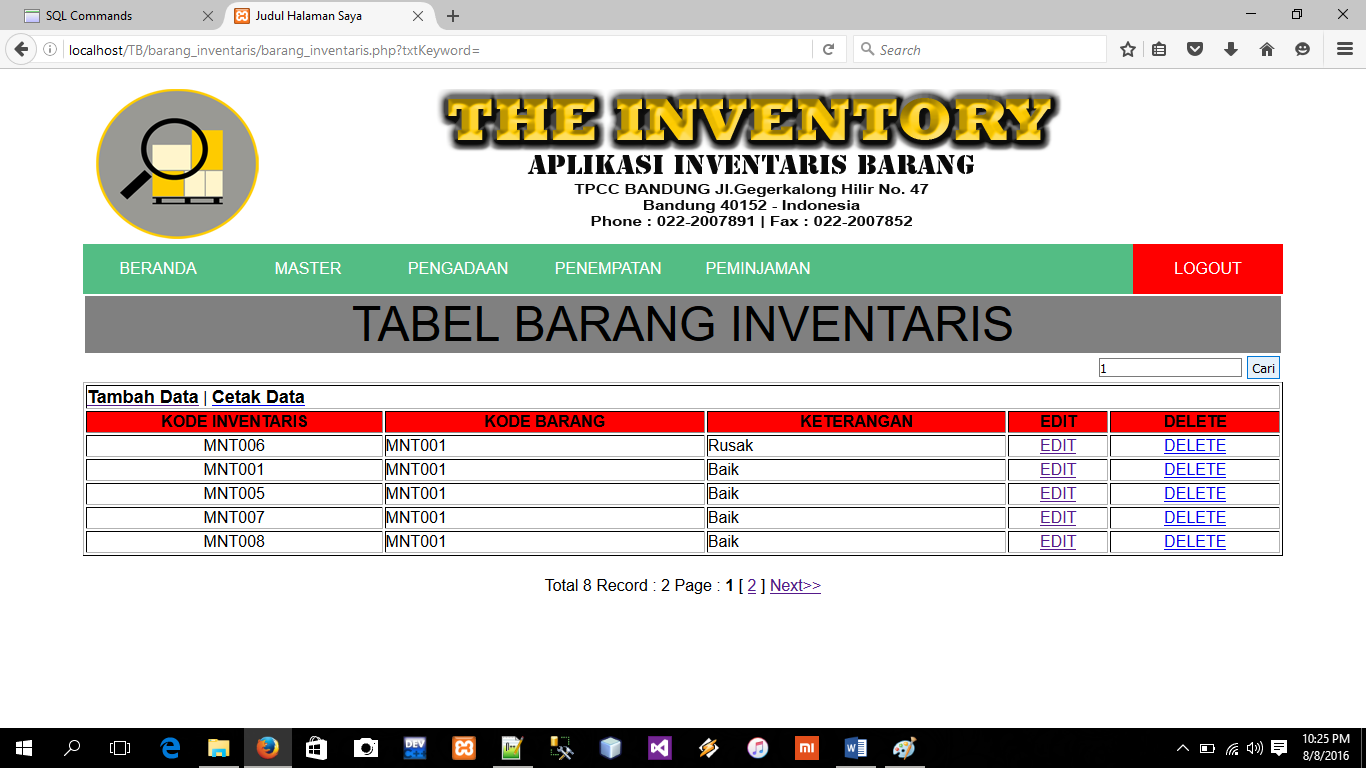 SQL Commands
Judul Halaman Saya
localhost/TB/barang_inventaris/barang_inventaris.php?txtKeyword=
Search
THE INVENTORY
APLIKASI INVENTARIS BARANG
TPCC BANDUNG Jl.Gegerkalong Hilir No. 47
Bandung 40152 - Indonesia
Phone : 022-2007891 | Fax : 022-2007852
BERANDA MASTER PENGADAAN PENEMPATAN PEMINJAMAN LOGOUT
TABEL BARANG INVENTARIS
1 Cari
Tambah Data | Cetak Data
KODE INVENTARIS KODE BARANG KETERANGAN EDIT DELETE
MNT006 MNT001 Rusak EDIT DELETE
MNT001 MNT001 Baik EDIT DELETE
MNT005 MNT001 Baik EDIT DELETE
MNT007 MNT001 Baik EDIT DELETE
MNT008 MNT001 Baik EDIT DELETE
Total 8 Record : 2 Page : 1 [ 2 ] Next>>
DEV
mi
10:25 PM
8/8/2016